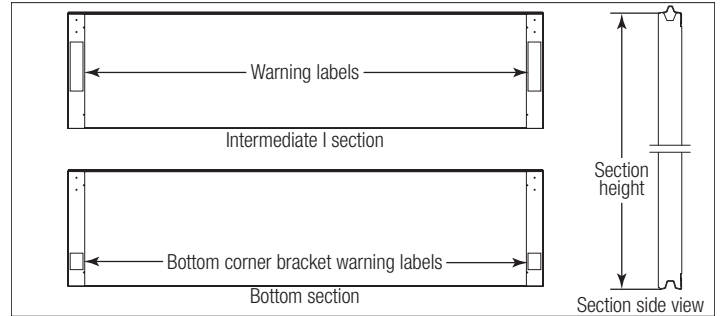 Warning labels
Intermediate I section
Bottom corner bracket warning labels
Bottom section
Section
height
Section side view